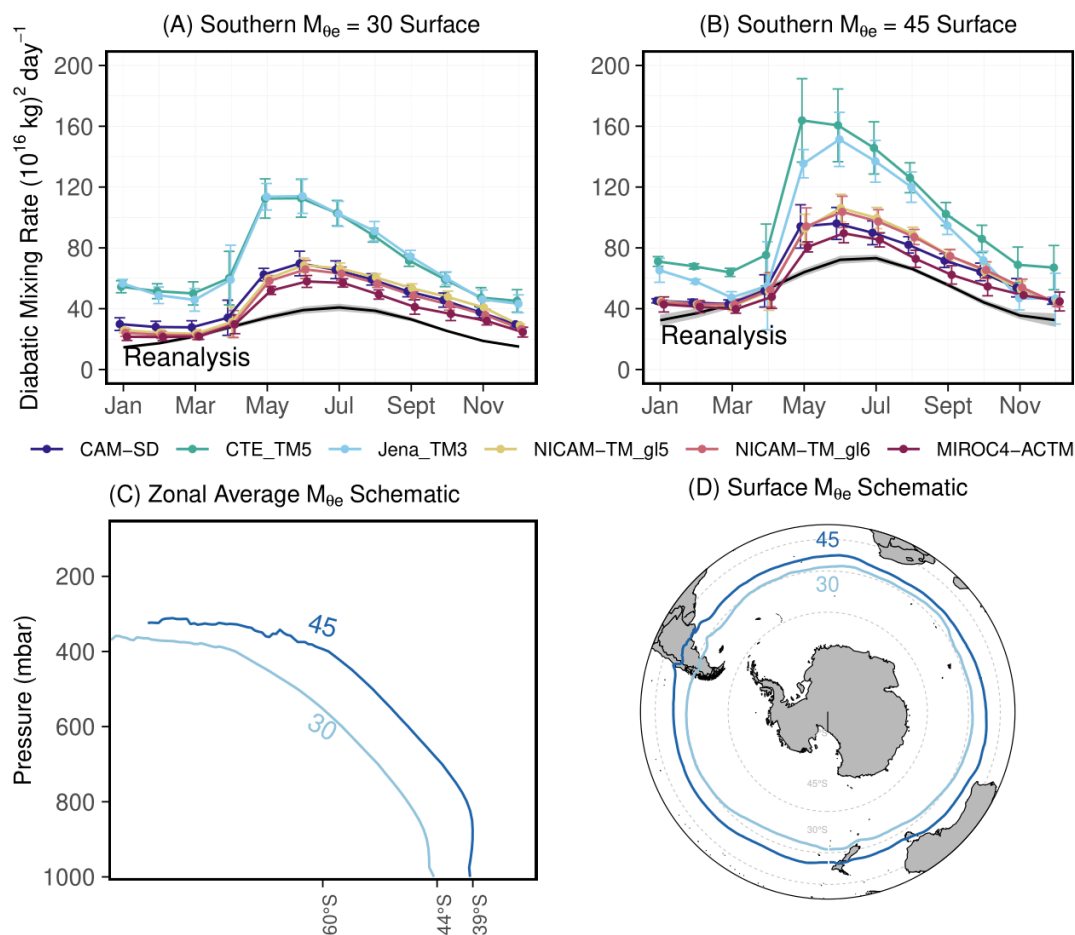 (A) Southern Mθe = 30 Surface
(B) Southern Mθe = 45 Surface
Diabatic Mixing Rate (10¹⁶ kg)² day⁻¹
200
160
120
80
40
0
Reanalysis
Jan Mar May Jul Sept Nov
200
160
120
80
40
0
Reanalysis
Jan Mar May Jul Sept Nov
CAM−SD CTE_TM5 Jena_TM3 NICAM−TM_gl5 NICAM−TM_gl6 MIROC4−ACTM
(C) Zonal Average Mθe Schematic
Pressure (mbar)
200
400
600
800
1000
45
30
60°S
44°S
39°S
(D) Surface Mθe Schematic
45
30
45°S
30°S